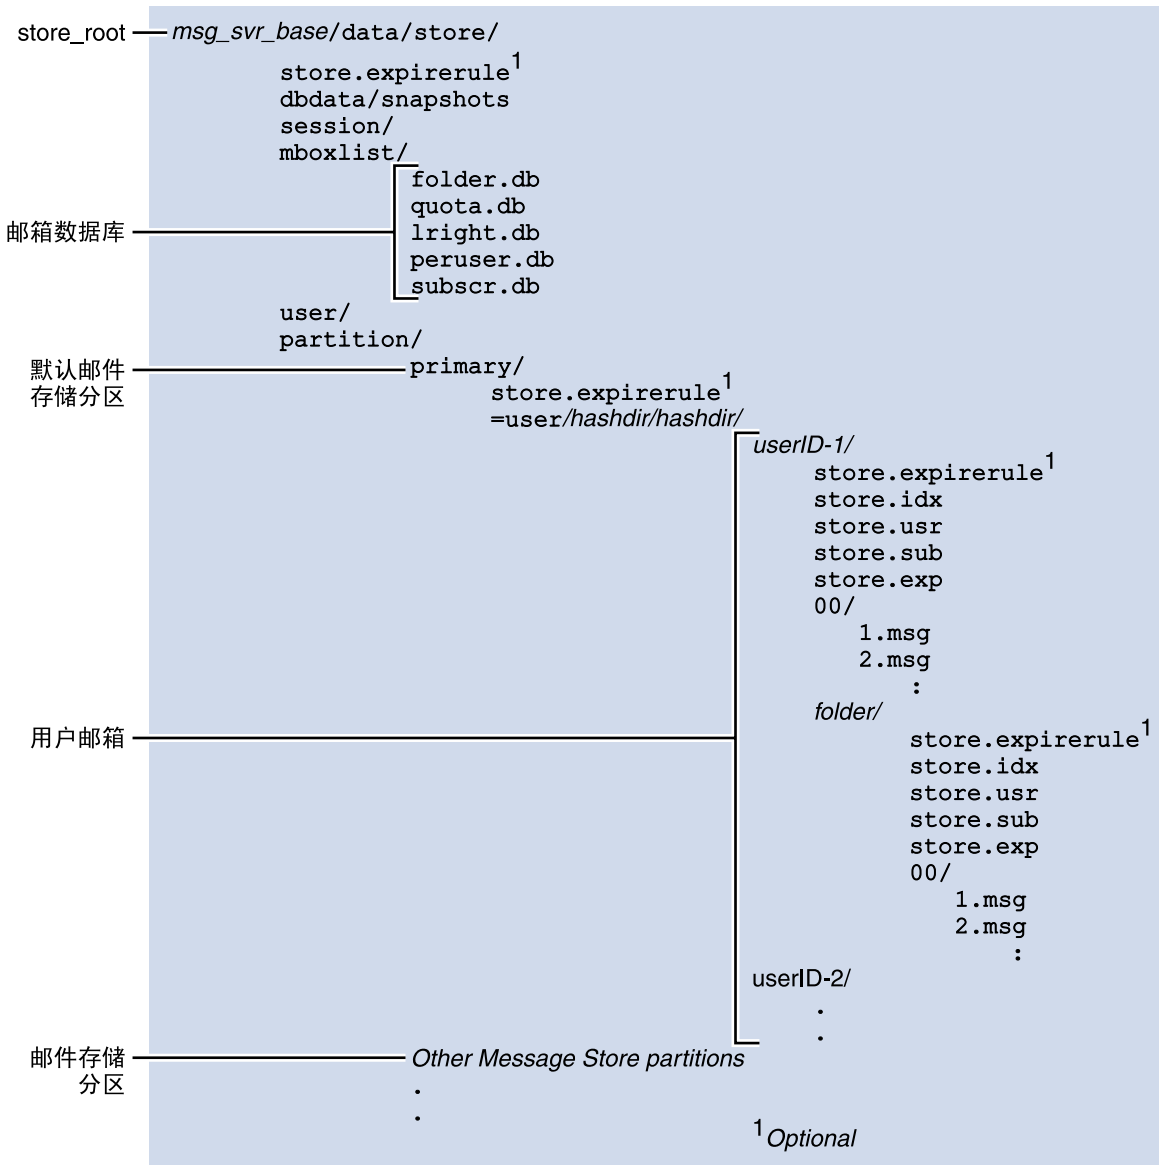 store_root msg_svr_base/data/store/
store.expirerule1
dbdata/snapshots
session/
mboxlist/
folder.db
quota.db
邮箱数据库 lright.db
peruser.db
subscr.db
user/
partition/
默认邮件 primary/
存储分区 store.expirerule1
=user/hashdir/hashdir/
userID-1/
store.expirerule1
store.idx
store.usr
store.sub
store.exp
00/
1.msg
2.msg
:
folder/
用户邮箱 store.expirerule1
store.idx
store.usr
store.sub
store.exp
00/
1.msg
2.msg
:
userID-2/
.
.
邮件存储 Other Message Store partitions
分区 .
.
1Optional